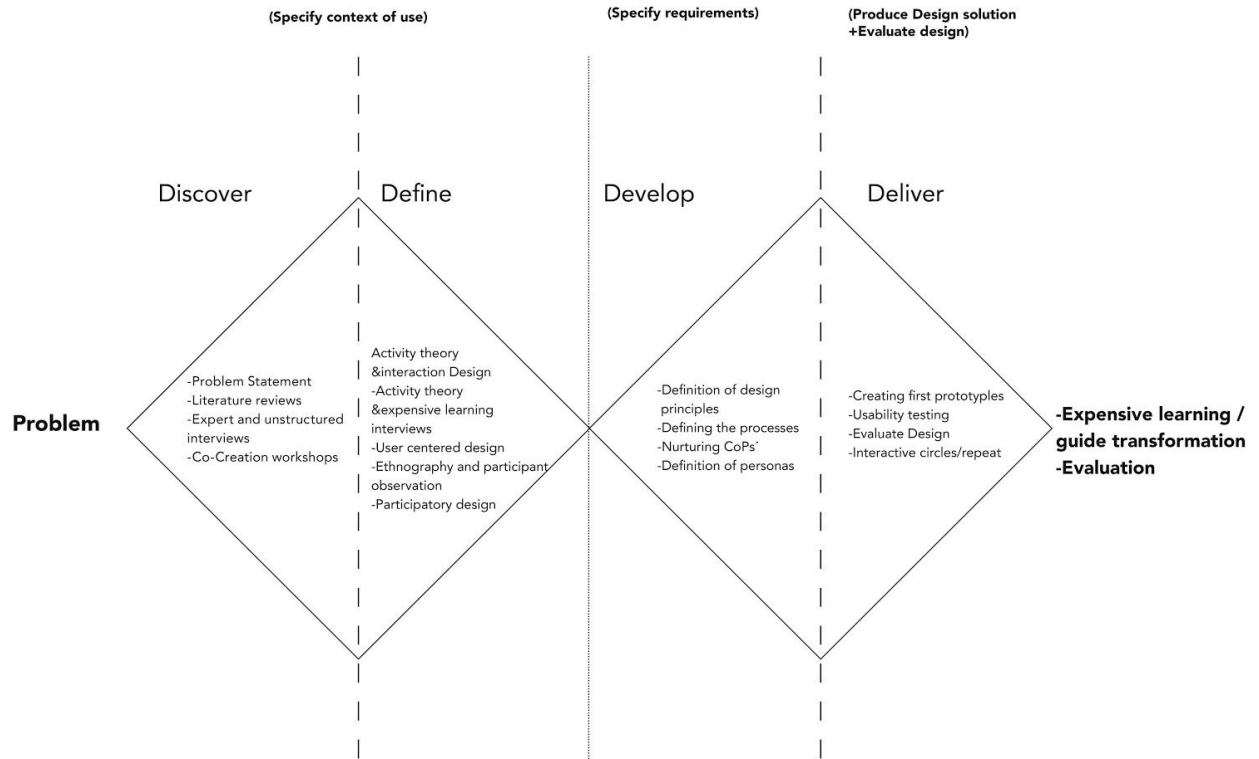 (Specify context of use)
(Specify requirements)
(Produce Design solution
+Evaluate design)
Discover
Define
Develop
Deliver
Problem
-Problem Statement
-Literature reviews
-Expert and unstructured
interviews
-Co-Creation workshops
Activity theory
&interaction Design
-Activity theory
&expensive learning
interviews
-User centered design
-Ethnography and participant
observation
-Participatory design
-Definition of design
principles
-Defining the processes
-Nurturing CoPs´
-Definition of personas
-Creating first prototypes
-Usability testing
-Evaluate Design
-Interactive circles/repeat
-Expensive learning /
guide transformation
-Evaluation